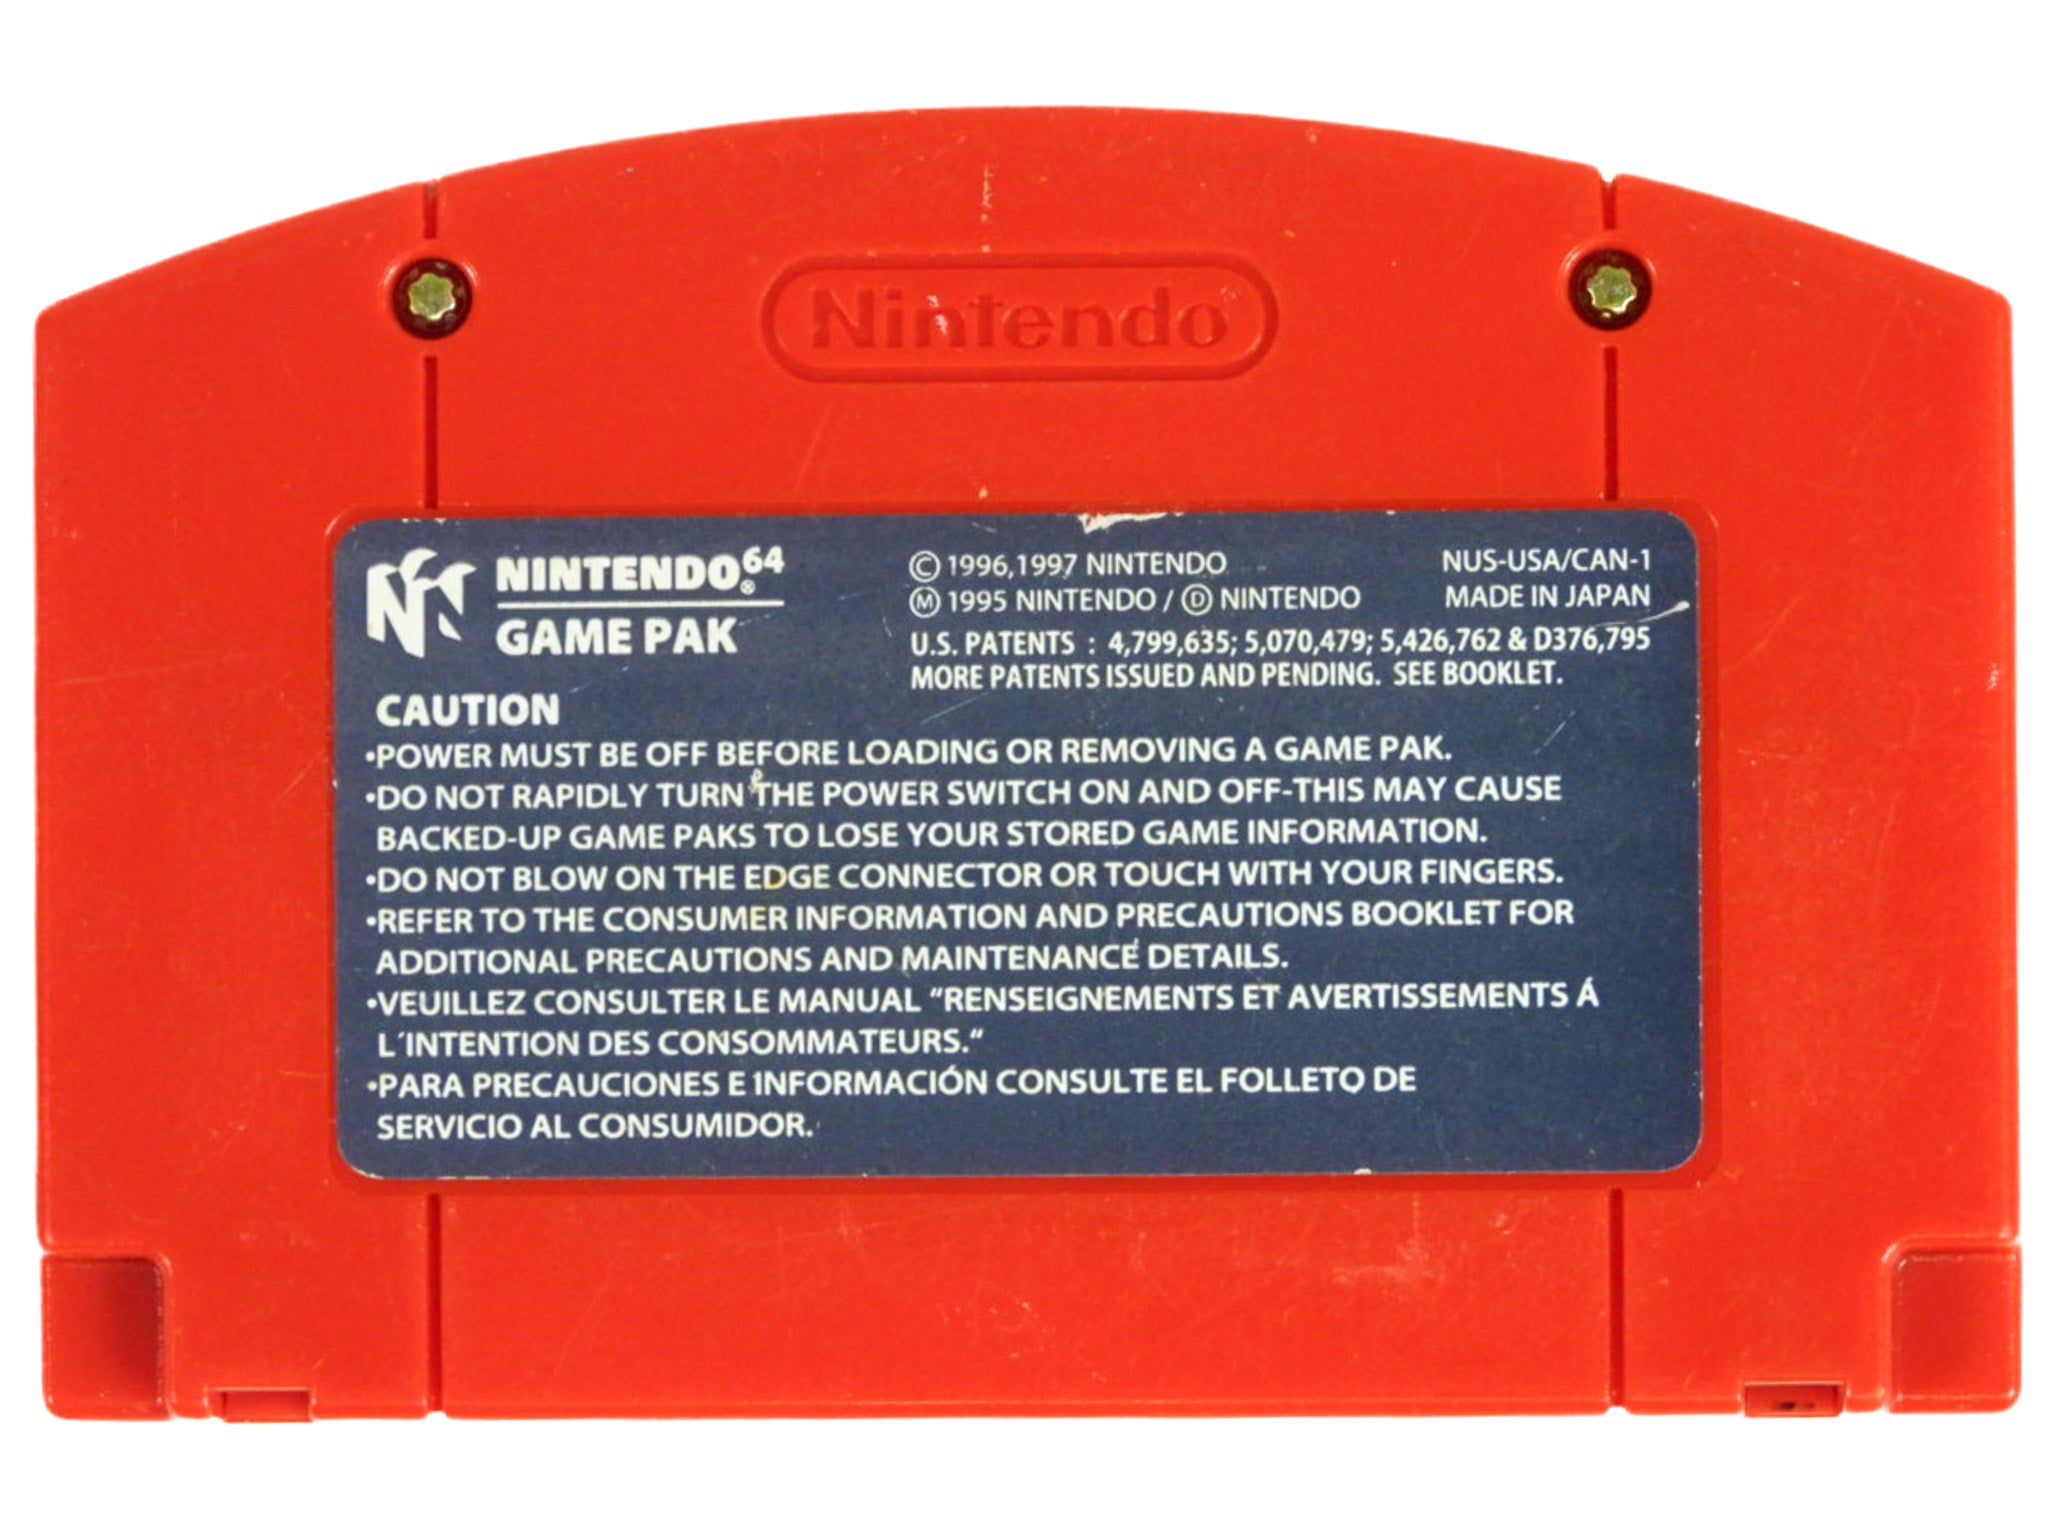 Nintendo
NINTENDO64®
GAME PAK
© 1996,1997 NINTENDO
Ⓜ 1995 NINTENDO / Ⓓ NINTENDO
NUS-USA/CAN-1
MADE IN JAPAN
U.S. PATENTS : 4,799,635; 5,070,479; 5,426,762 & D376,795
MORE PATENTS ISSUED AND PENDING. SEE BOOKLET.
CAUTION
•POWER MUST BE OFF BEFORE LOADING OR REMOVING A GAME PAK.
•DO NOT RAPIDLY TURN THE POWER SWITCH ON AND OFF-THIS MAY CAUSE
BACKED-UP GAME PAKS TO LOSE YOUR STORED GAME INFORMATION.
•DO NOT BLOW ON THE EDGE CONNECTOR OR TOUCH WITH YOUR FINGERS.
•REFER TO THE CONSUMER INFORMATION AND PRECAUTIONS BOOKLET FOR
ADDITIONAL PRECAUTIONS AND MAINTENANCE DETAILS.
•VEUILLEZ CONSULTER LE MANUAL “RENSEIGNEMENTS ET AVERTISSEMENTS Á
L´INTENTION DES CONSOMMATEURS.“
•PARA PRECAUCIONES E INFORMACIÓN CONSULTE EL FOLLETO DE
SERVICIO AL CONSUMIDOR.